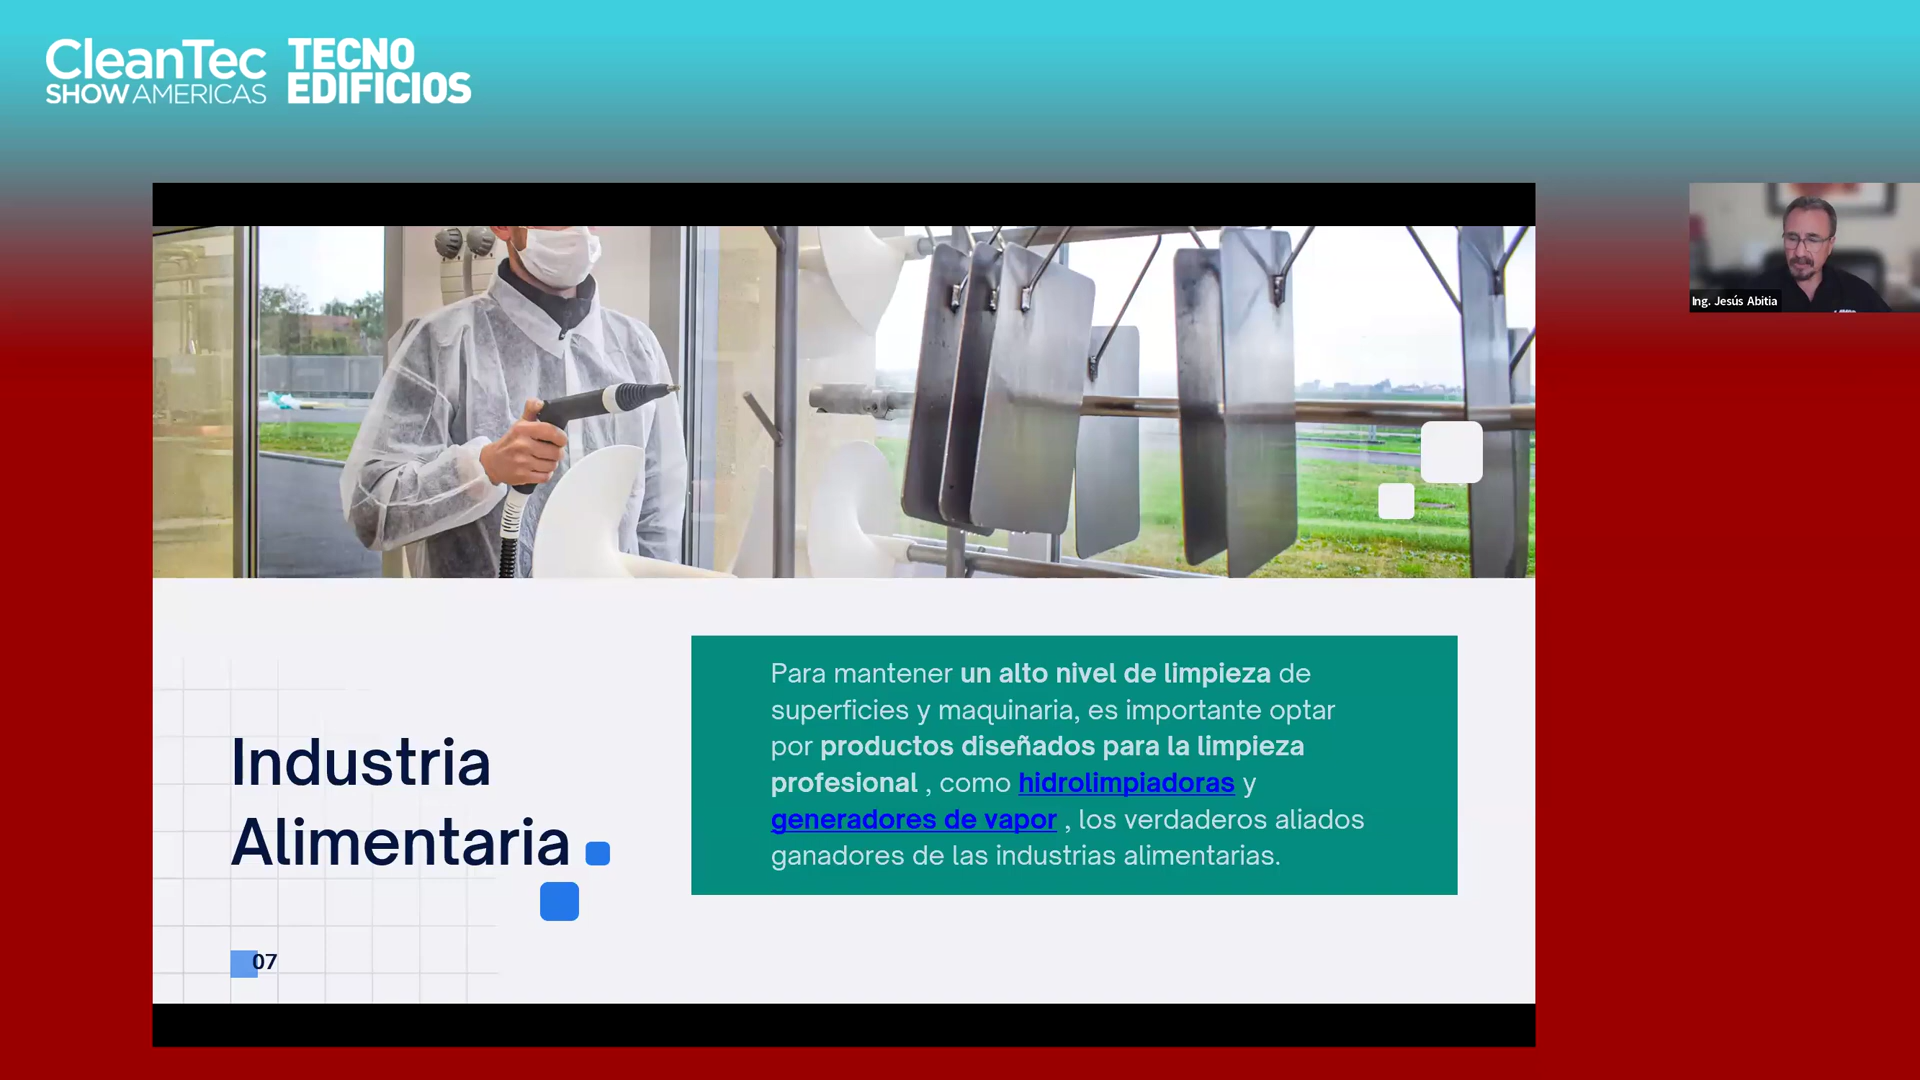 CleanTec
SHOW AMERICAS
TECNO
EDIFICIOS
Ing. Jesús Abitia
Para mantener un alto nivel de limpieza de
superficies y maquinaria, es importante optar
por productos diseñados para la limpieza
profesional , como hidrolimpiadoras y
generadores de vapor , los verdaderos aliados
ganadores de las industrias alimentarias.
Industria
Alimentaria
07